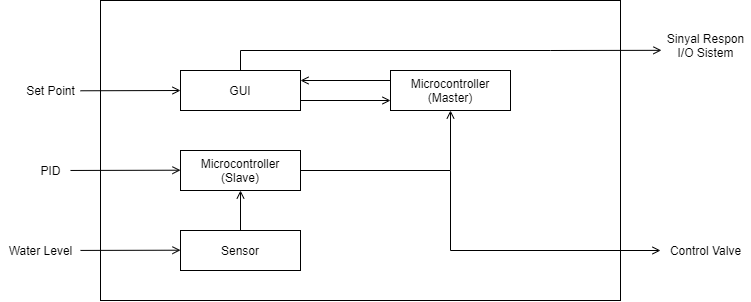 Sinyal Respon
I/O Sistem
Set Point
GUI
Microcontroller
(Master)
PID
Microcontroller
(Slave)
Water Level
Sensor
Control Valve